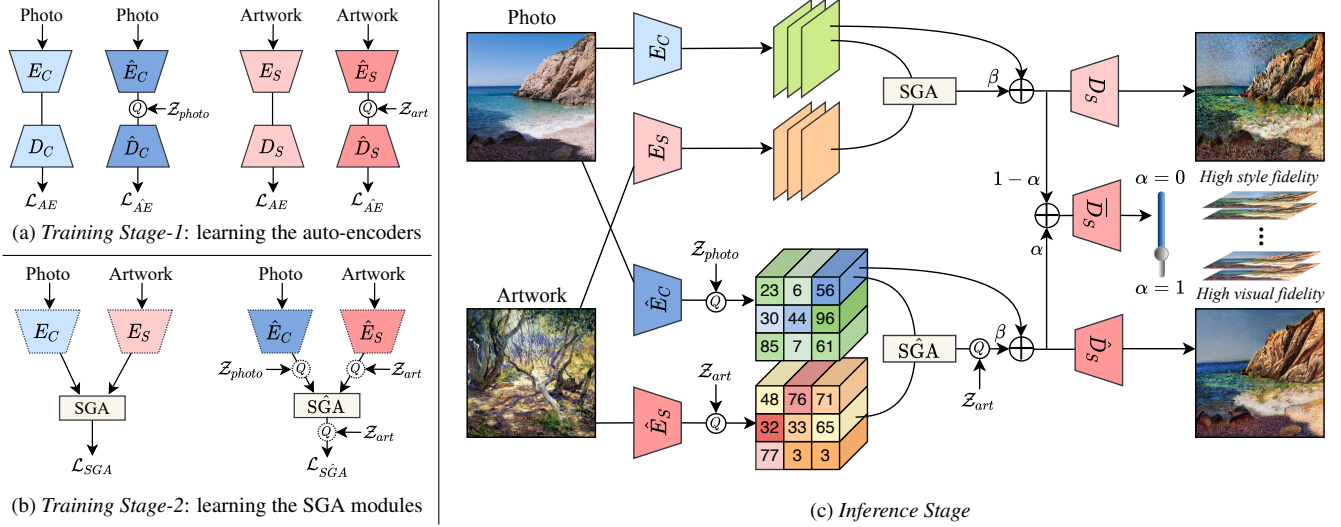 Photo Photo Artwork Artwork
E_C Ê_C E_S Ê_S
Q Z_photo Q Z_art
D_C D̂_C D_S D̂_S
L_AE L_AÊ L_AE L_AÊ
(a) Training Stage-1: learning the auto-encoders
Photo Artwork Photo Artwork
E_C E_S Ê_C Ê_S
Z_photo Q Q Z_art
SGA SĜA
Q Z_art
L_SGA L_SĜA
(b) Training Stage-2: learning the SGA modules
Photo
E_C
SGA β D_S
E_S
1 − α α = 0 High style fidelity
D̅_S
α
Z_photo
α = 1 High visual fidelity
Artwork
Ê_C Q
23 6 56
30 44 96
85 7 61
SĜA Q β D̂_S
Z_art
Z_art
Ê_S Q
48 76 71
32 33 65
77 3 3
(c) Inference Stage